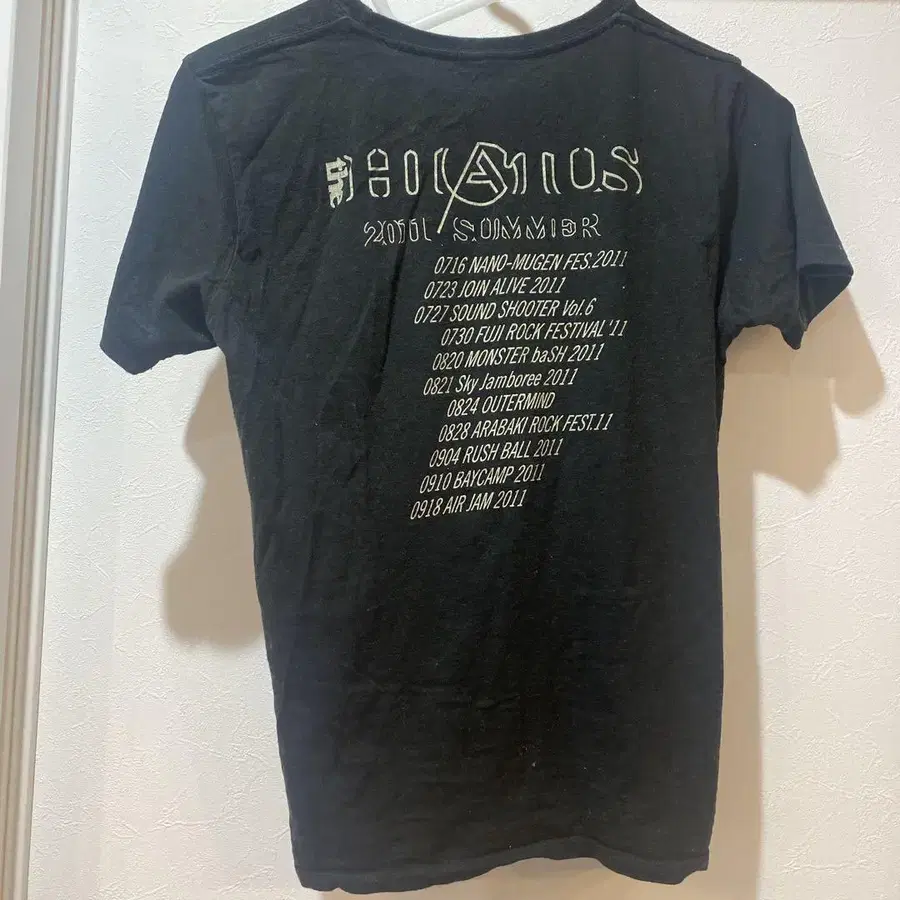 the HIATUS
2011 SUMMER
0716 NANO-MUGEN FES.2011
0723 JOIN ALIVE 2011
0727 SOUND SHOOTER Vol.6
0730 FUJI ROCK FESTIVAL '11
0820 MONSTER baSH 2011
0821 Sky Jamboree 2011
0824 OUTERMIND
0828 ARABAKI ROCK FEST.11
0904 RUSH BALL 2011
0910 BAYCAMP 2011
0918 AIR JAM 2011